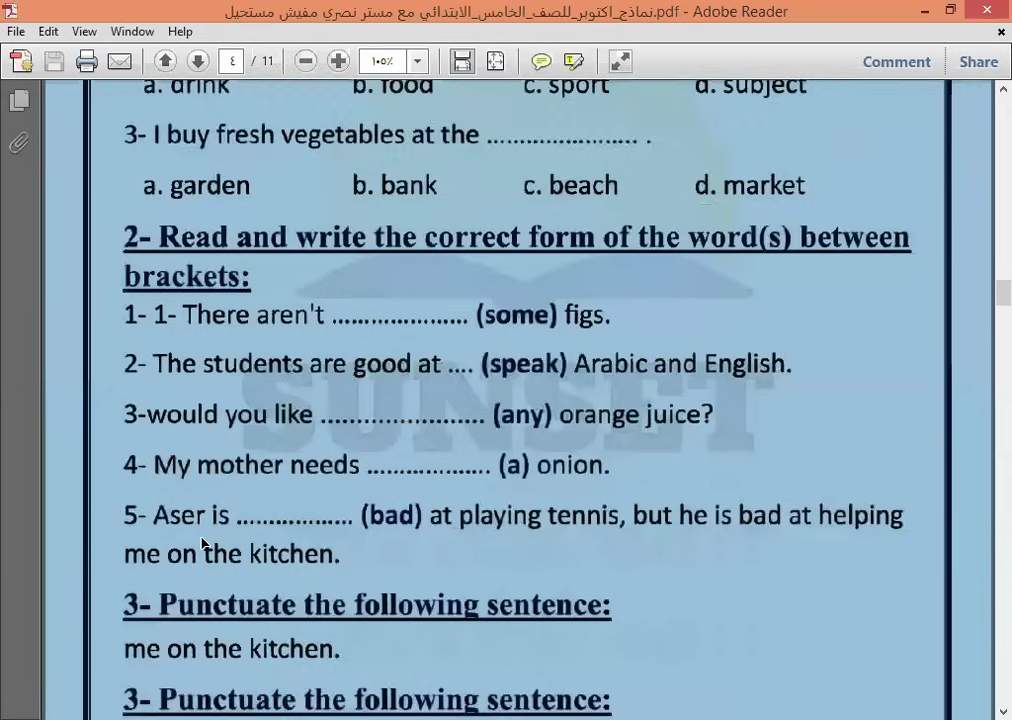 نماذج_اكتوبر_للصف_الخامس_الابتدائي مع مستر نصري مفيش مستحيل.pdf - Adobe Reader
File Edit View Window Help
٤ / 11 ١٠٥٪ Comment Share
a. drink b. food c. sport d. subject
3- I buy fresh vegetables at the ........................ .
a. garden b. bank c. beach d. market
2- Read and write the correct form of the word(s) between
brackets:
1- 1- There aren't ..................... (some) figs.
2- The students are good at .... (speak) Arabic and English.
3-would you like ......................... (any) orange juice?
4- My mother needs ................... (a) onion.
5- Aser is .................. (bad) at playing tennis, but he is bad at helping
me on the kitchen.
3- Punctuate the following sentence:
me on the kitchen.
3- Punctuate the following sentence:
SUNSET